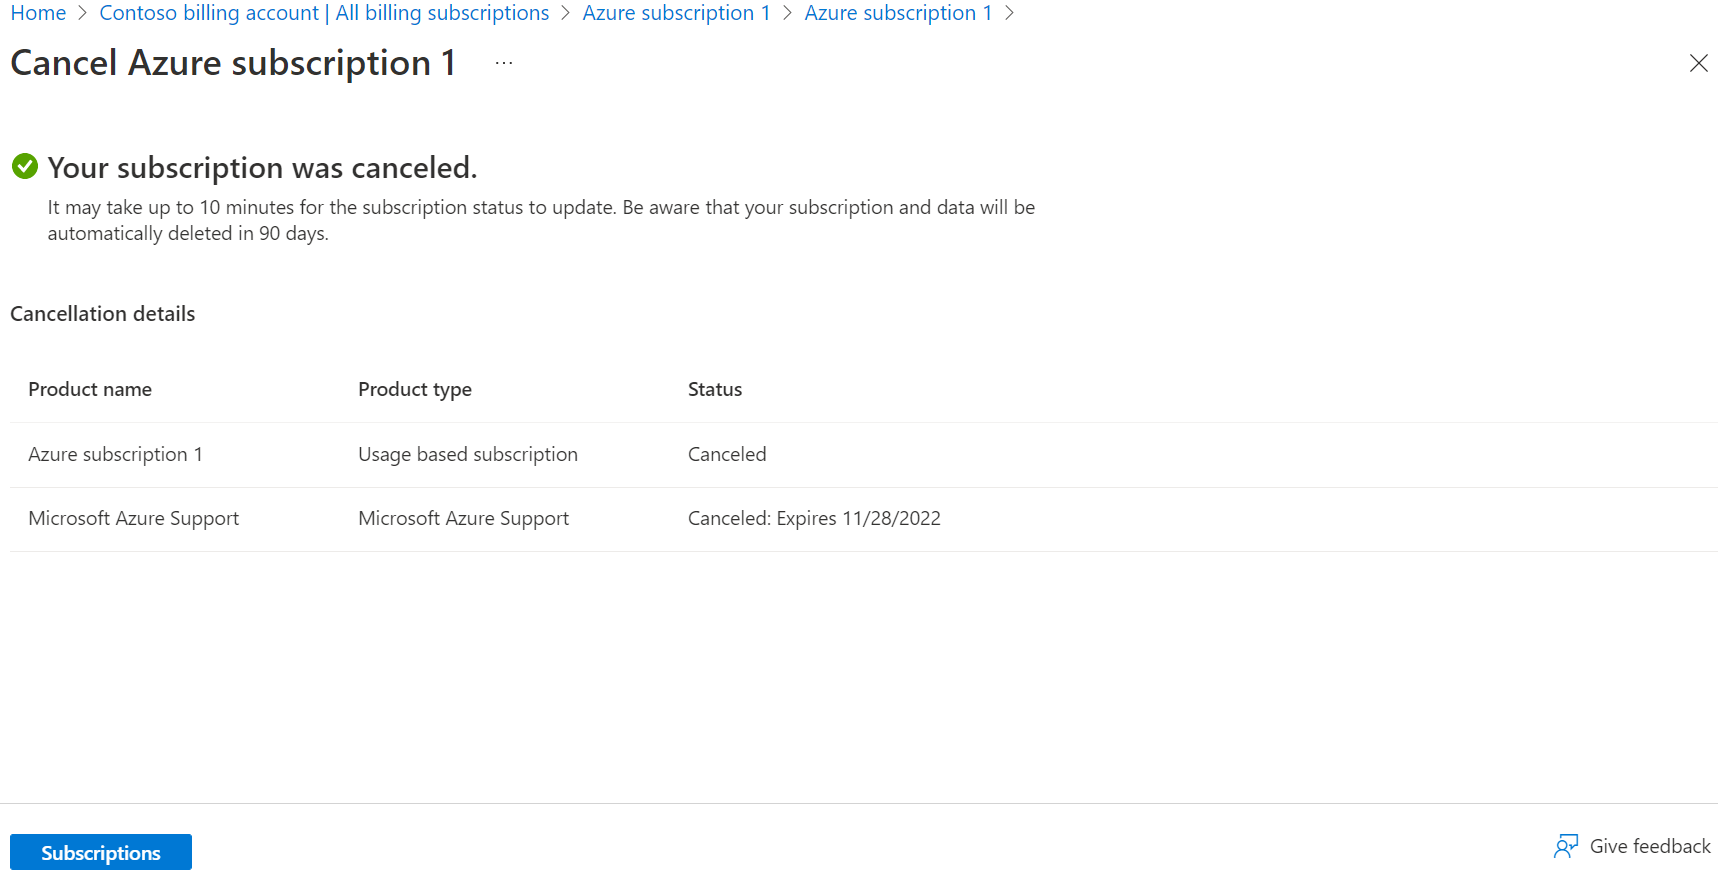 Home > Contoso billing account | All billing subscriptions > Azure subscription 1 > Azure subscription 1 >
Cancel Azure subscription 1 ...
Your subscription was canceled.
It may take up to 10 minutes for the subscription status to update. Be aware that your subscription and data will be
automatically deleted in 90 days.
Cancellation details
Product name Product type Status
Azure subscription 1 Usage based subscription Canceled
Microsoft Azure Support Microsoft Azure Support Canceled: Expires 11/28/2022
Subscriptions Give feedback